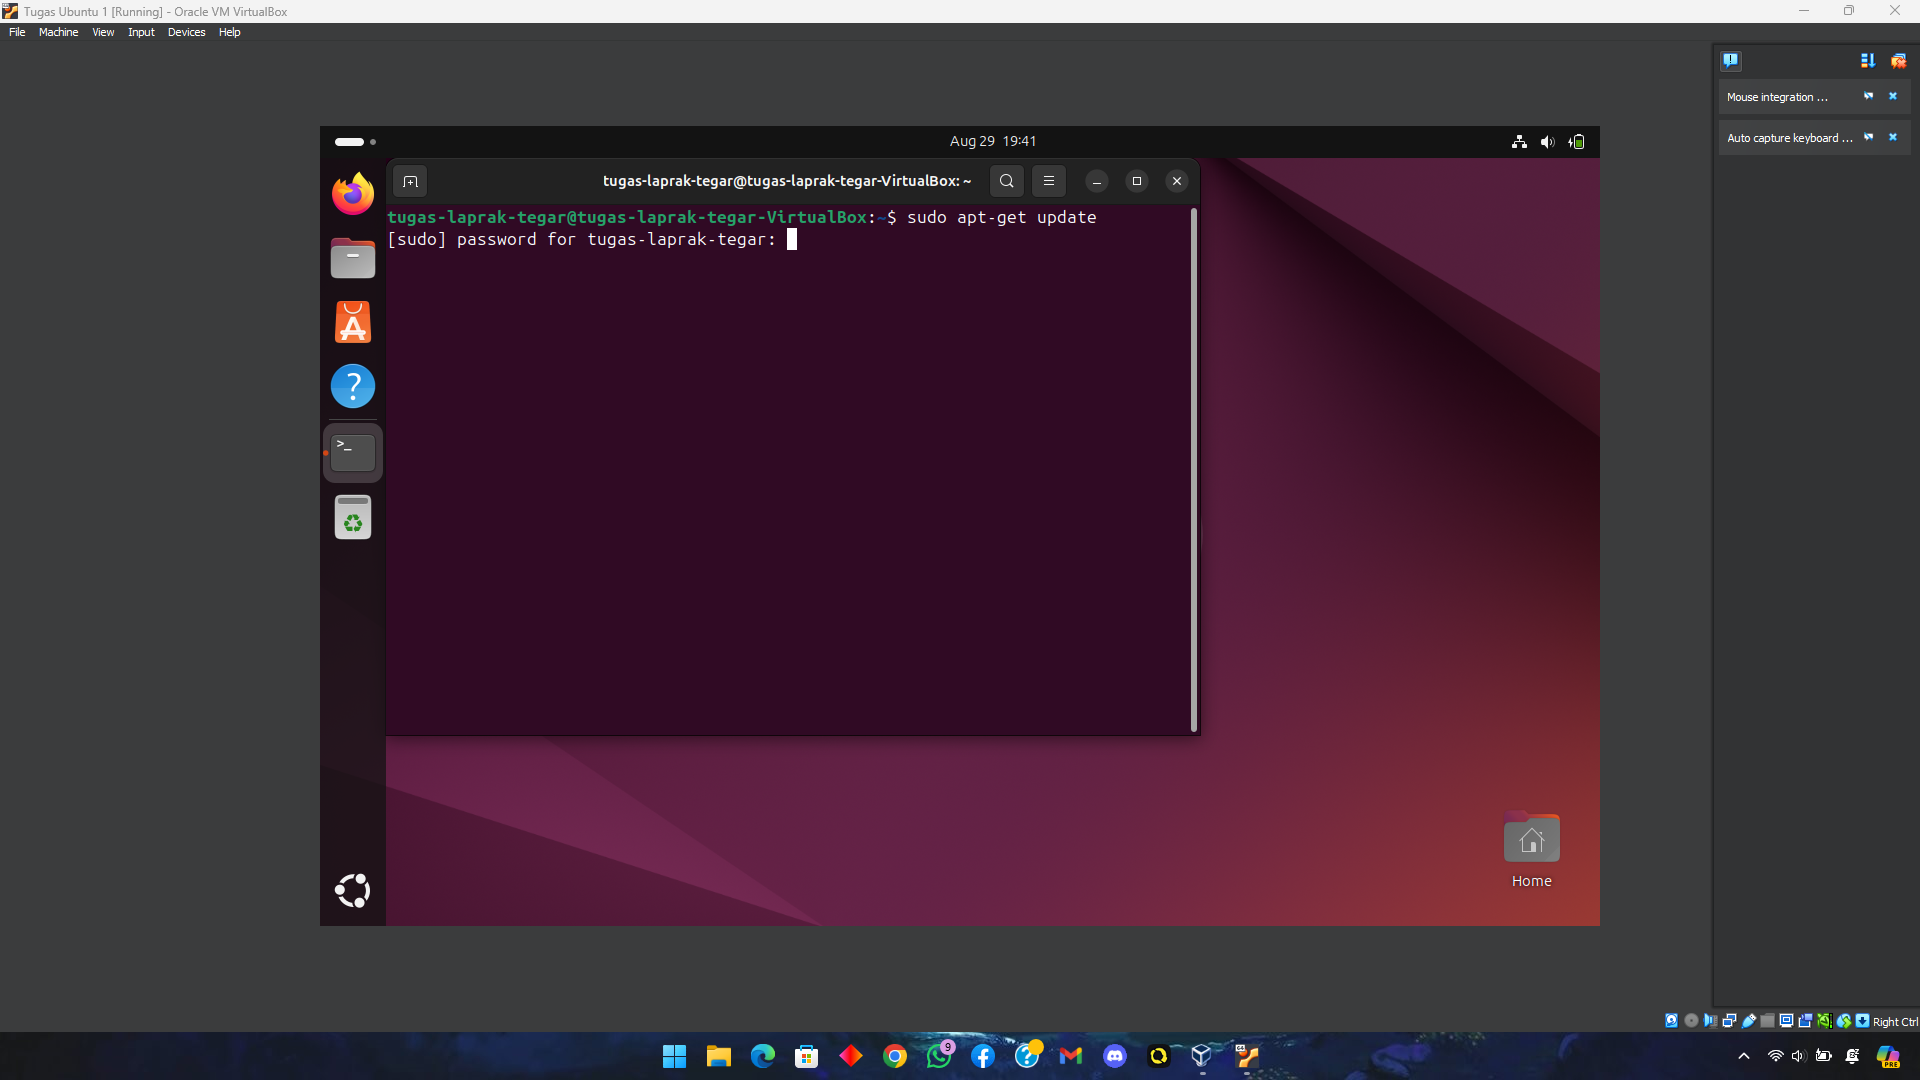 Tugas Ubuntu 1 [Running] - Oracle VM VirtualBox
File Machine View Input Devices Help
Mouse integration ...
Auto capture keyboard ...
Aug 29 19:41
tugas-laprak-tegar@tugas-laprak-tegar-VirtualBox: ~
tugas-laprak-tegar@tugas-laprak-tegar-VirtualBox:~$ sudo apt-get update
[sudo] password for tugas-laprak-tegar:
Home
Right Ctrl
9
PRE